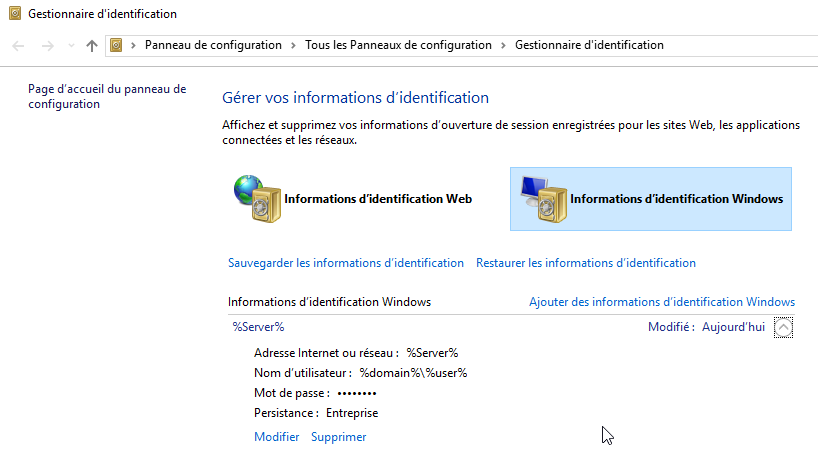 Gestionnaire d'identification
Panneau de configuration > Tous les Panneaux de configuration > Gestionnaire d'identification
Page d'accueil du panneau de
configuration
Gérer vos informations d'identification
Affichez et supprimez vos informations d'ouverture de session enregistrées pour les sites Web, les applications
connectées et les réseaux.
Informations d'identification Web
Informations d'identification Windows
Sauvegarder les informations d'identification Restaurer les informations d'identification
Informations d'identification Windows Ajouter des informations d'identification Windows
%Server% Modifié : Aujourd'hui
Adresse Internet ou réseau : %Server%
Nom d'utilisateur : %domain%\%user%
Mot de passe : ••••••••
Persistance : Entreprise
Modifier Supprimer